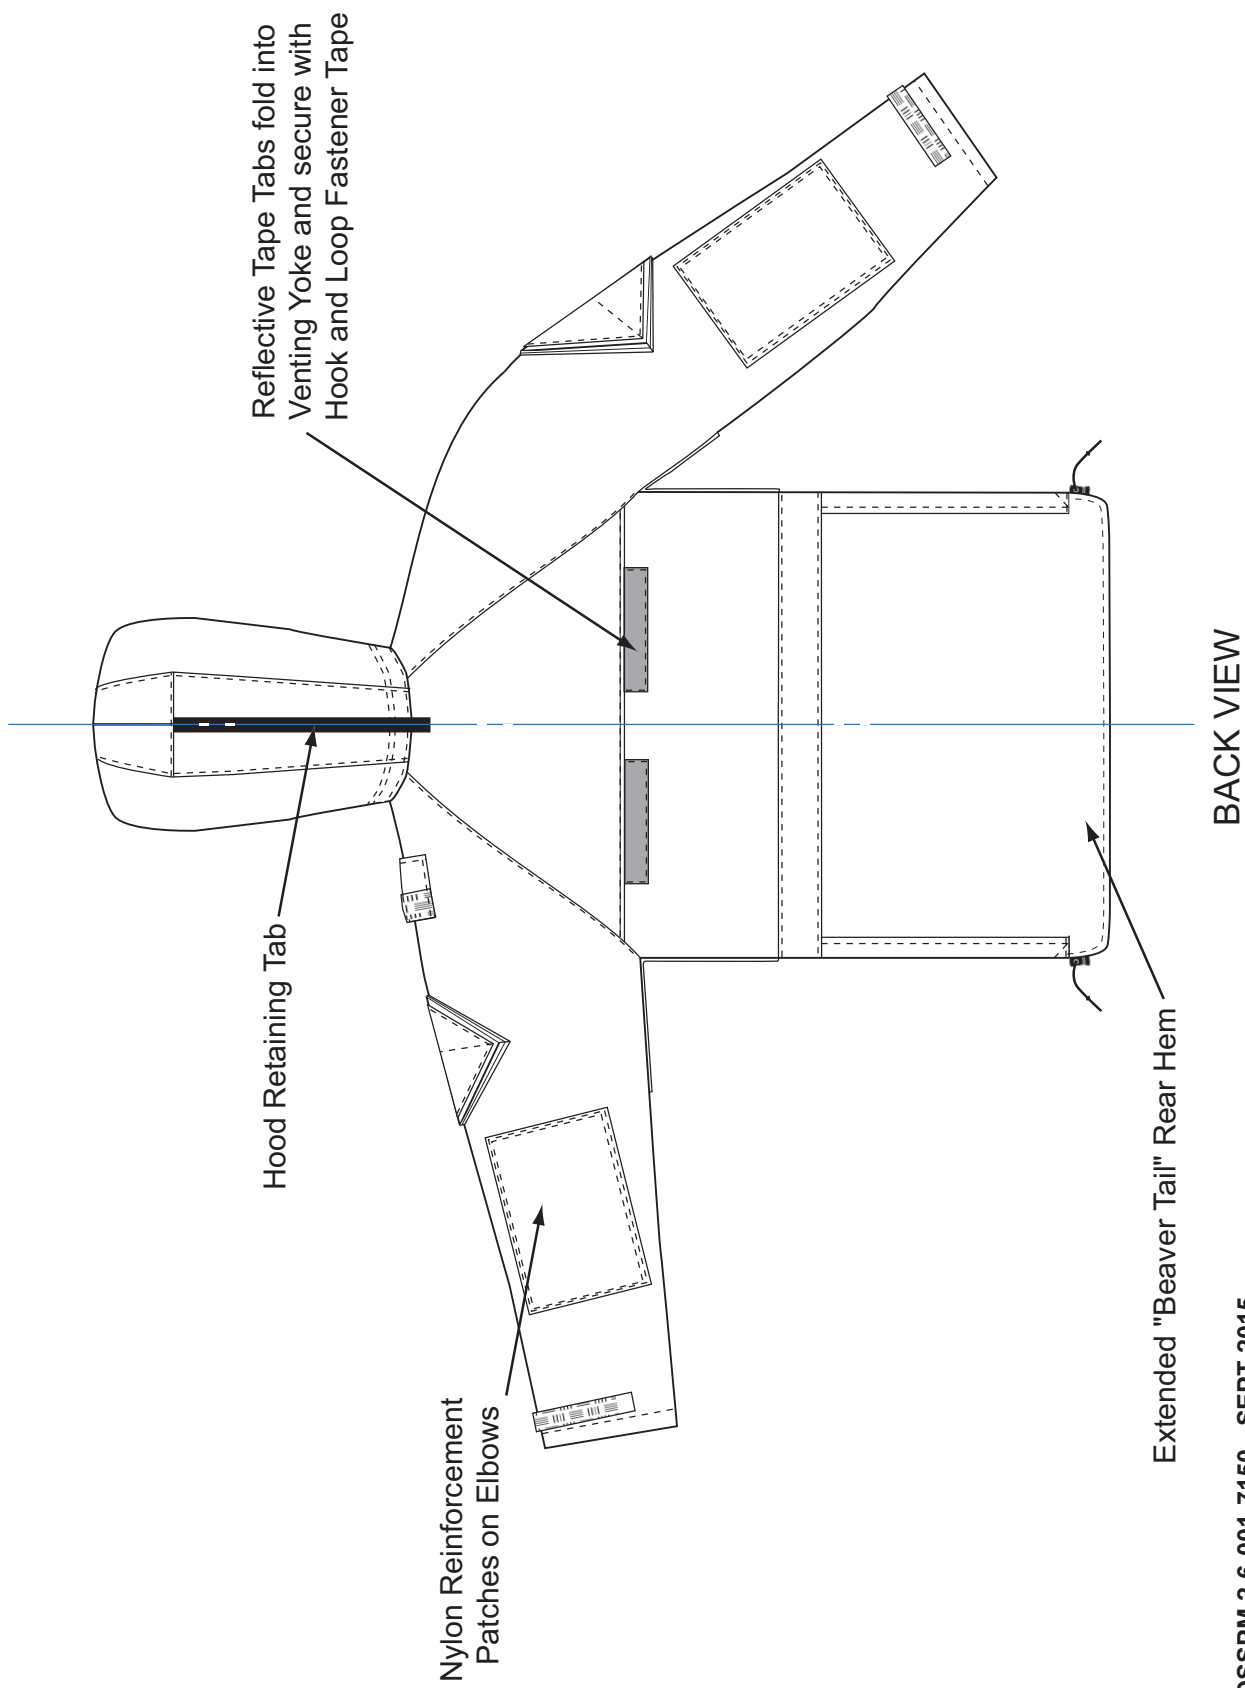 Reflective Tape Tabs fold into
Venting Yoke and secure with
Hook and Loop Fastener Tape
Hood Retaining Tab
Nylon Reinforcement
Patches on Elbows
Extended "Beaver Tail" Rear Hem
BACK VIEW